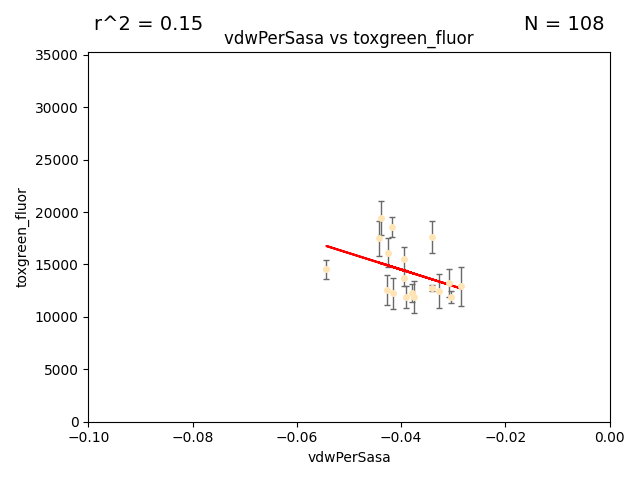 r^2 = 0.15
N = 108
vdwPerSasa vs toxgreen_fluor
35000
30000
25000
20000
15000
10000
5000
0
toxgreen_fluor
−0.10
−0.08
−0.06
−0.04
−0.02
0.00
vdwPerSasa